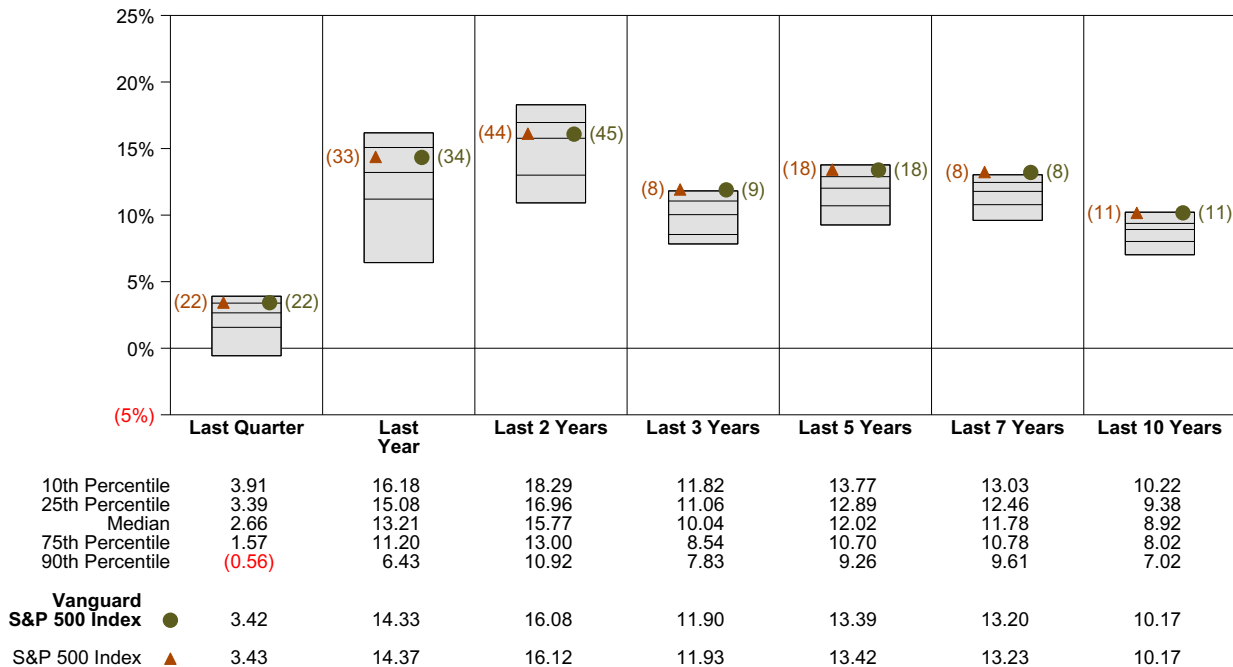 25%
20%
15%
10%
5%
0%
(5%)
(22) (22)
(33) (34)
(44) (45)
(8) (9)
(18) (18)
(8) (8)
(11) (11)
Last Quarter
Last
Year
Last 2 Years
Last 3 Years
Last 5 Years
Last 7 Years
Last 10 Years
10th Percentile 3.91 16.18 18.29 11.82 13.77 13.03 10.22
25th Percentile 3.39 15.08 16.96 11.06 12.89 12.46 9.38
Median 2.66 13.21 15.77 10.04 12.02 11.78 8.92
75th Percentile 1.57 11.20 13.00 8.54 10.70 10.78 8.02
90th Percentile (0.56) 6.43 10.92 7.83 9.26 9.61 7.02
Vanguard
S&P 500 Index 3.42 14.33 16.08 11.90 13.39 13.20 10.17
S&P 500 Index 3.43 14.37 16.12 11.93 13.42 13.23 10.17